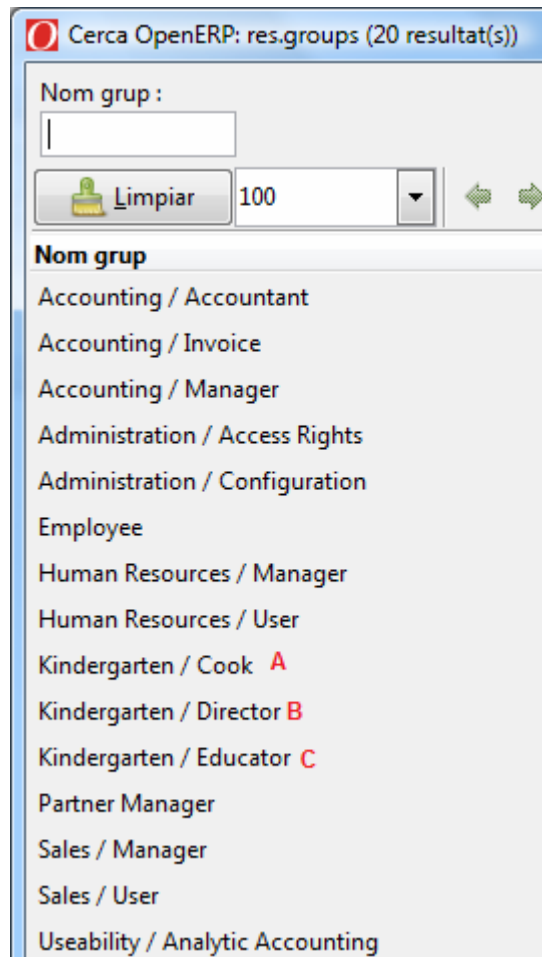 Cerca OpenERP: res.groups (20 resultat(s))
Nom grup :
Limpiar 100
Nom grup
Accounting / Accountant
Accounting / Invoice
Accounting / Manager
Administration / Access Rights
Administration / Configuration
Employee
Human Resources / Manager
Human Resources / User
Kindergarten / Cook A
Kindergarten / Director B
Kindergarten / Educator C
Partner Manager
Sales / Manager
Sales / User
Useability / Analytic Accounting